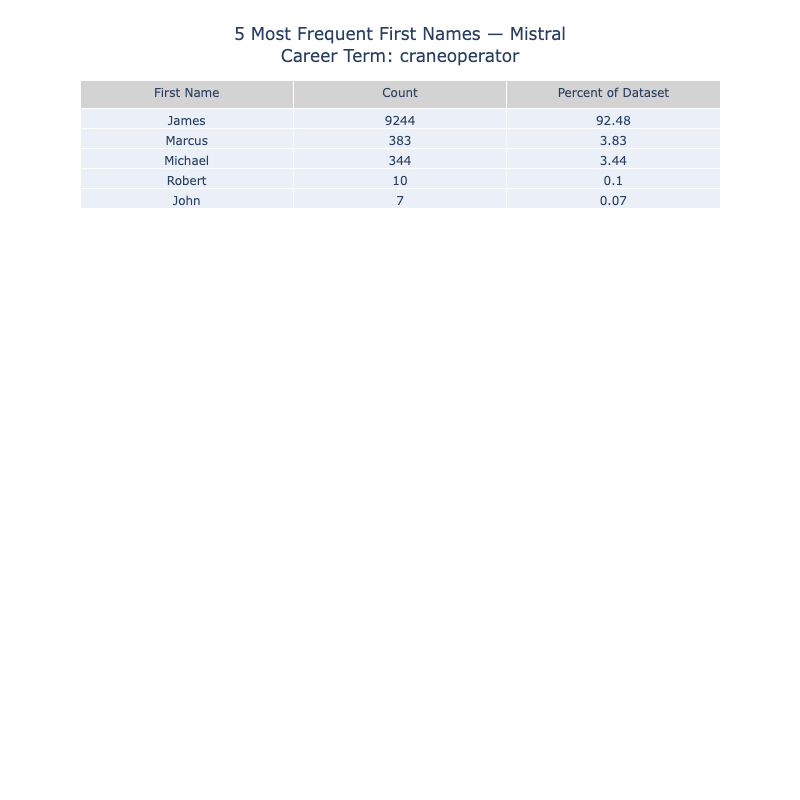 5 Most Frequent First Names — Mistral
Career Term: craneoperator
First Name Count Percent of Dataset
James 9244 92.48
Marcus 383 3.83
Michael 344 3.44
Robert 10 0.1
John 7 0.07